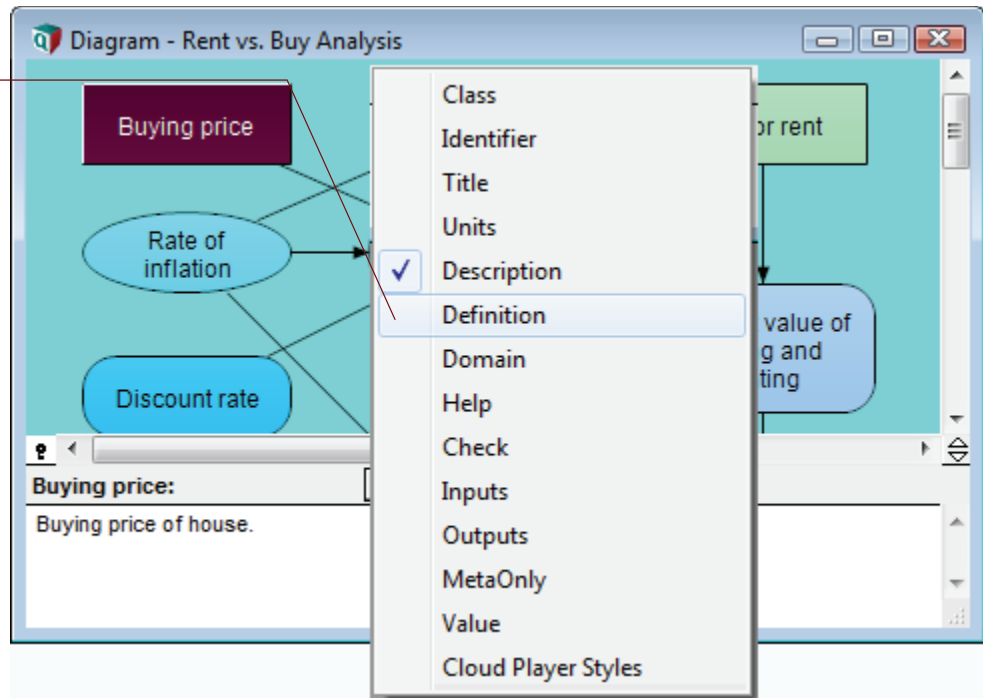 Diagram - Rent vs. Buy Analysis
Buying price
or rent
Rate of
inflation
value of
g and
ting
Discount rate
Class
Identifier
Title
Units
Description
Definition
Domain
Help
Check
Inputs
Outputs
MetaOnly
Value
Cloud Player Styles
Buying price:
Buying price of house.